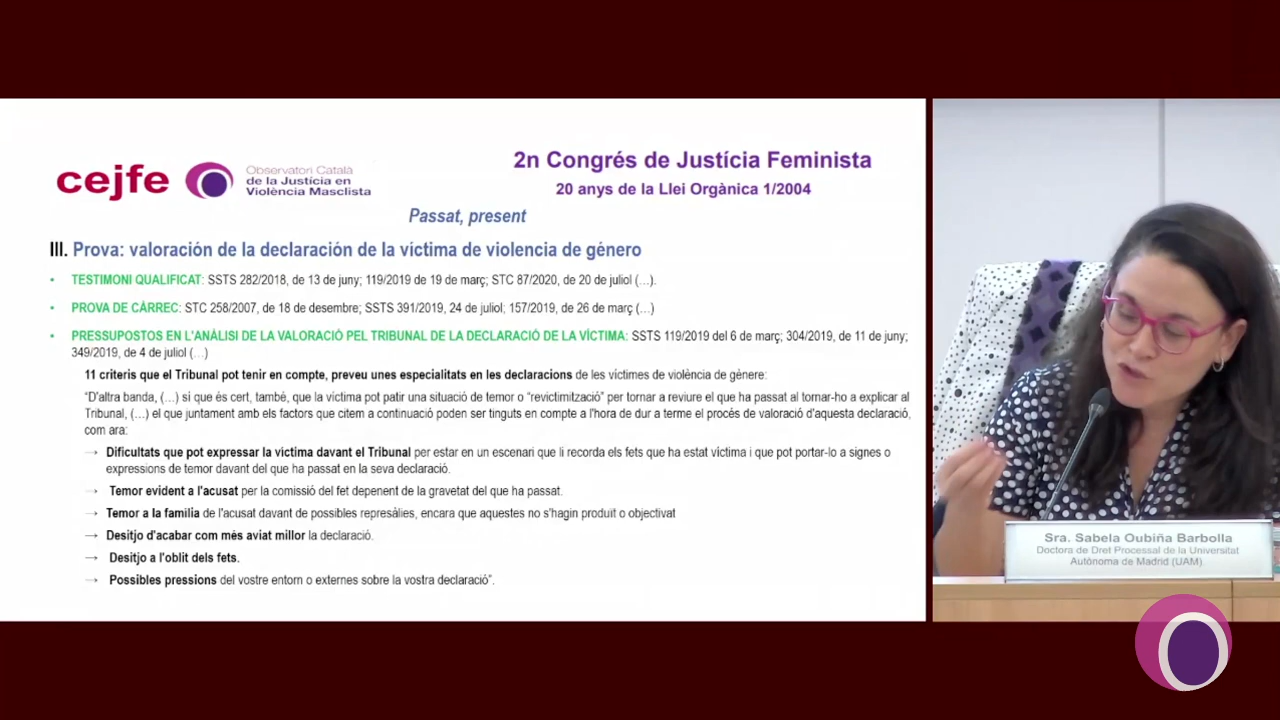 cejfe
Observatori Català
de la Justícia en
Violència Masclista
2n Congrés de Justícia Feminista
20 anys de la Llei Orgànica 1/2004
Passat, present
III. Prova: valoración de la declaración de la víctima de violencia de género
• TESTIMONI QUALIFICAT: SSTS 282/2018, de 13 de juny; 119/2019 de 19 de març; STC 87/2020, de 20 de juliol (…).
• PROVA DE CÀRREC: STC 258/2007, de 18 de desembre; SSTS 391/2019, 24 de juliol; 157/2019, de 26 de març (…)
• PRESSUPOSTOS EN L'ANÀLISI DE LA VALORACIÓ PEL TRIBUNAL DE LA DECLARACIÓ DE LA VÍCTIMA: SSTS 119/2019 del 6 de març; 304/2019, de 11 de juny;
349/2019, de 4 de juliol (…)
11 criteris que el Tribunal pot tenir en compte, preveu unes especialitats en les declaracions de les víctimes de violència de gènere:
“D'altra banda, (…) sí que és cert, també, que la víctima pot patir una situació de temor o “revictimització” per tornar a reviure el que ha passat al tornar-ho a explicar al
Tribunal, (…) el que juntament amb els factors que citem a continuació poden ser tinguts en compte a l'hora de dur a terme el procés de valoració d'aquesta declaració,
com ara:
→ Dificultats que pot expressar la víctima davant el Tribunal per estar en un escenari que li recorda els fets que ha estat víctima i que pot portar-lo a signes o
expressions de temor davant del que ha passat en la seva declaració.
→ Temor evident a l'acusat per la comissió del fet depenent de la gravetat del que ha passat.
→ Temor a la família de l'acusat davant de possibles represàlies, encara que aquestes no s'hagin produït o objectivat
→ Desitjo d'acabar com més aviat millor la declaració.
→ Desitjo a l'oblit dels fets.
→ Possibles pressions del vostre entorn o externes sobre la vostra declaració”.
Sra. Sabela Oubiña Barbolla
Doctora de Dret Processal de la Universitat
Autònoma de Madrid (UAM)